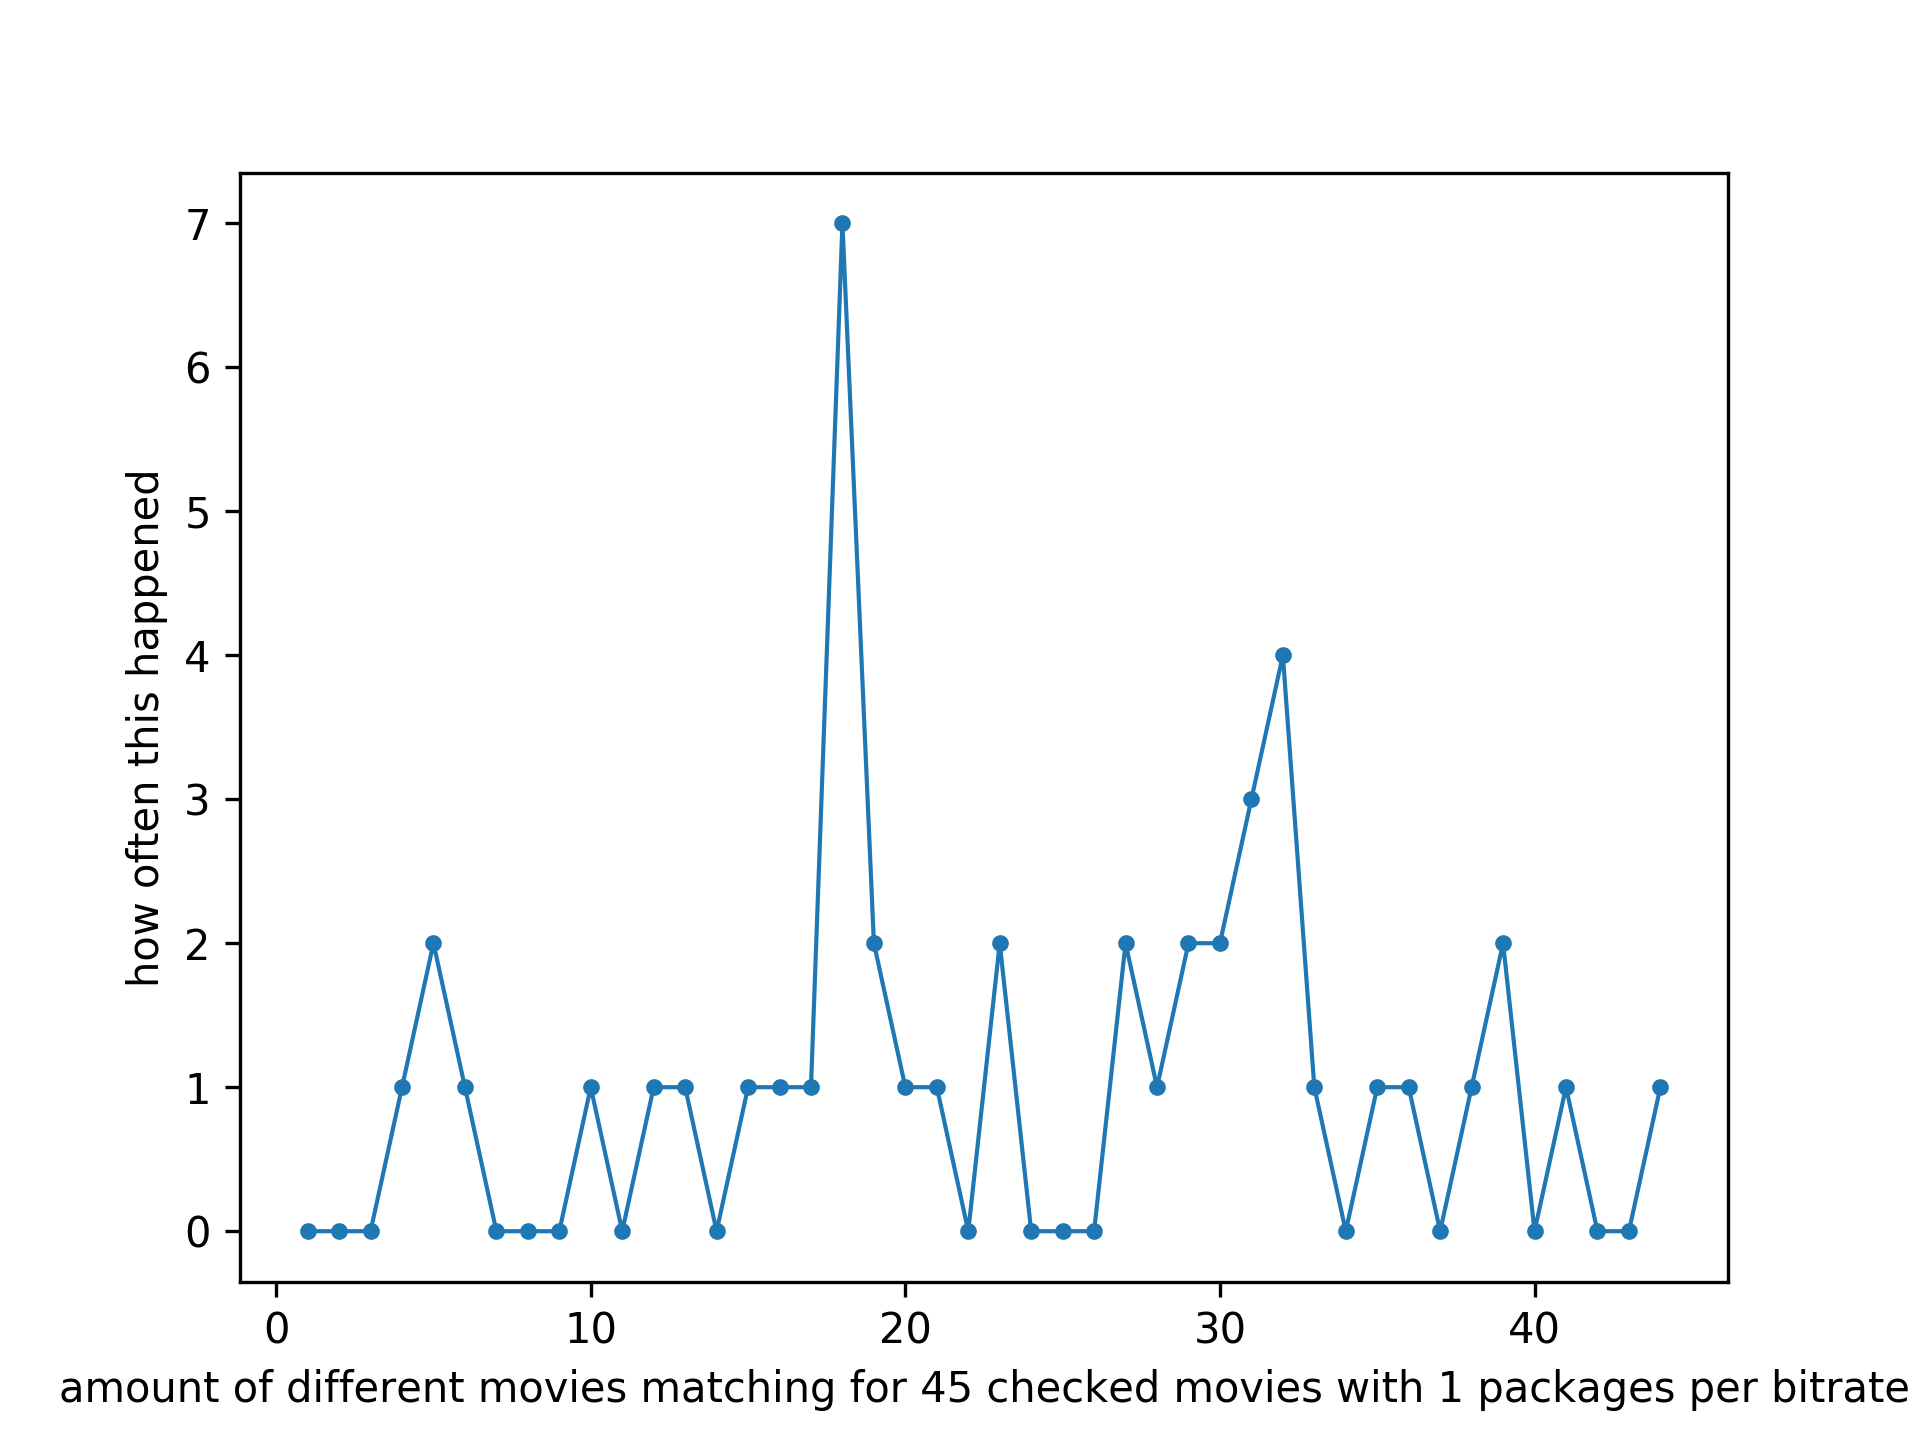 how often this happened
7
6
5
4
3
2
1
0
0 10 20 30 40
amount of different movies matching for 45 checked movies with 1 packages per bitrate